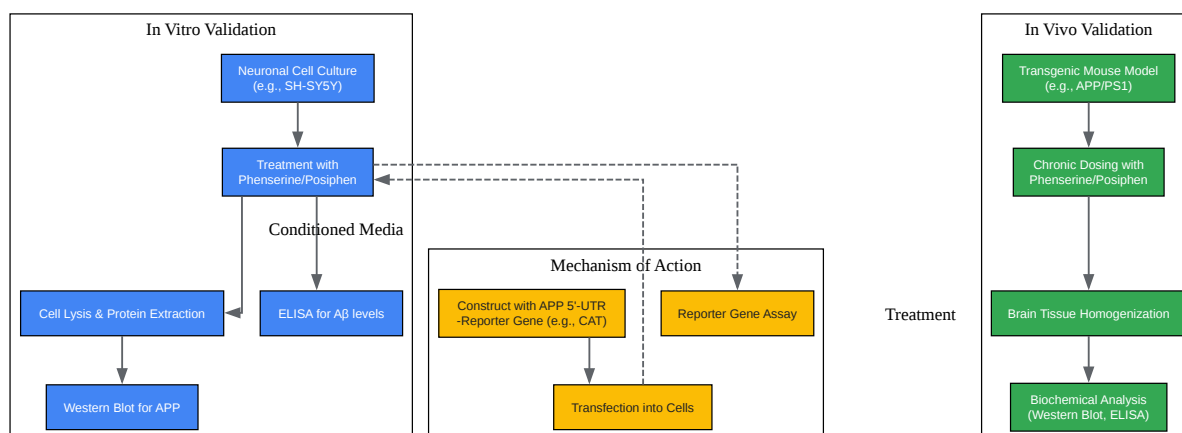 In Vitro Validation
Neuronal Cell Culture
(e.g., SH-SY5Y)
Treatment with
Phenserine/Posiphen
Conditioned Media
Cell Lysis & Protein Extraction
ELISA for Aβ levels
Western Blot for APP
Mechanism of Action
Construct with APP 5'-UTR
-Reporter Gene (e.g., CAT)
Reporter Gene Assay
Transfection into Cells
Treatment
In Vivo Validation
Transgenic Mouse Model
(e.g., APP/PS1)
Chronic Dosing with
Phenserine/Posiphen
Brain Tissue Homogenization
Biochemical Analysis
(Western Blot, ELISA)